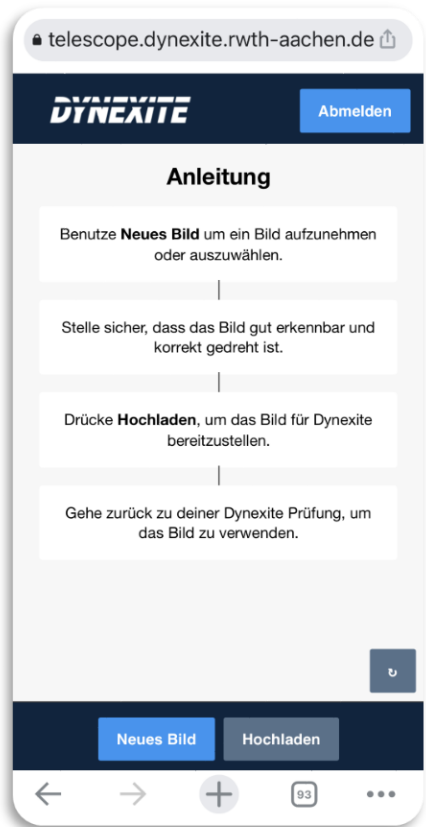 telescope.dynexite.rwth-aachen.de
DYNEXITE
Abmelden
Anleitung
Benutze Neues Bild um ein Bild aufzunehmen
oder auszuwählen.
Stelle sicher, dass das Bild gut erkennbar und
korrekt gedreht ist.
Drücke Hochladen, um das Bild für Dynexite
bereitzustellen.
Gehe zurück zu deiner Dynexite Prüfung, um
das Bild zu verwenden.
Neues Bild
Hochladen
93